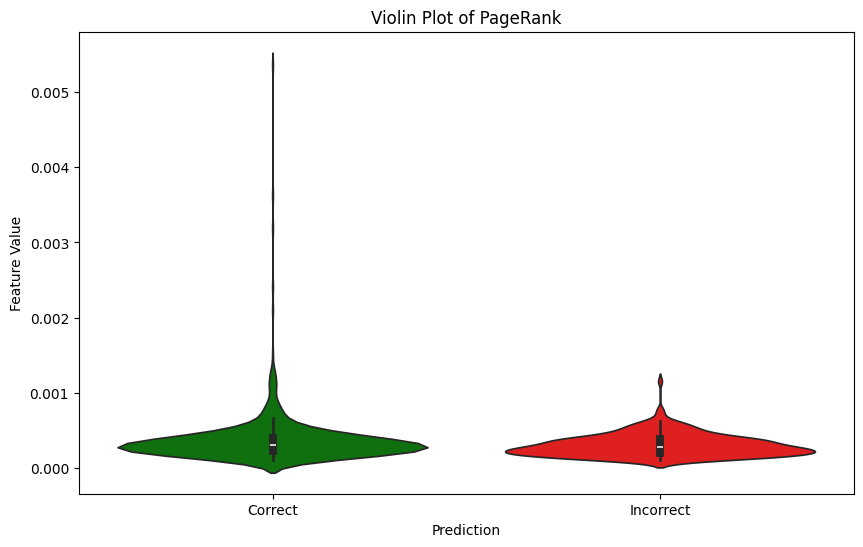 Violin Plot of PageRank
Feature Value
0.005
0.004
0.003
0.002
0.001
0.000
Correct
Incorrect
Prediction